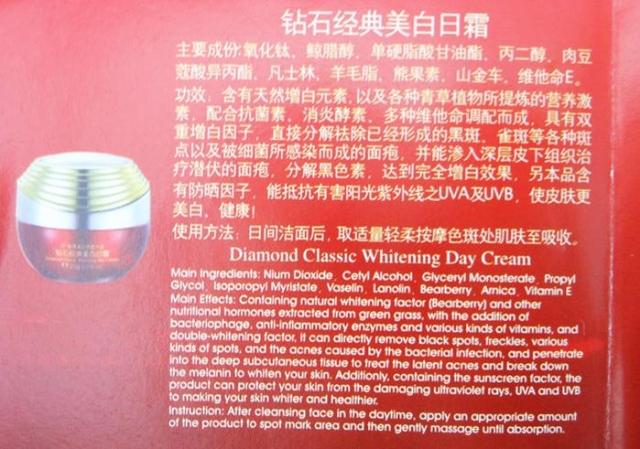 钻石经典美白日霜
主要成份:氧化钛、鲸腊醇、单硬脂酸甘油酯、丙二醇、肉豆
蔻酸异丙酯、凡士林、羊毛脂、熊果素、山金车、维他命E。
功效：含有天然增白元素,以及各种青草植物所提炼的营养激
素，配合抗菌素、消炎酵素、多种维他命调配而成，具有双
重增白因子，直接分解祛除已经形成的黑斑、雀斑等各种斑
点以及被细菌所感染而成的面疱，并能渗入深层皮下组织治
疗潜伏的面疱，分解黑色素，达到完全增白效果，另本品含
有防晒因子，能抵抗有害阳光紫外线之UVA及UVB，使皮肤更
美白，健康！
使用方法：日间洁面后，取适量轻柔按摩色斑处肌肤至吸收。
Diamond Classic Whitening Day Cream
Main Ingredients: Nium Dioxide, Cetyl Alcohol, Glyceryl Monosterate, Propyl
Glycol, Isoporopyl Myristate, Vaselin, Lanolin, Bearberry, Arnica, Vitamin E
Main Effects: Containing natural whitening factor (Bearberry) and other
nutritional hormones extracted from green grass, with the addition of
bacteriophage, anti-inflammatory enzymes and various kinds of vitamins, and
double-whitening factor, it can directly remove black spots, freckles, various
kinds of spots, and the acnes caused by the bacterial infection, and penetrate
into the deep subcutaneous tissue to treat the latent acnes and break down
the melanin to whiten your skin. Additionly, containing the sunscreen factor, the
product can protect your skin from the damaging ultraviolet rays, UVA and UVB
to making your skin whiter and healthier.
Instruction: After cleansing face in the daytime, apply an appropriate amount
of the product to spot mark area and then gently massage until absorption.
钻石经典美白日霜